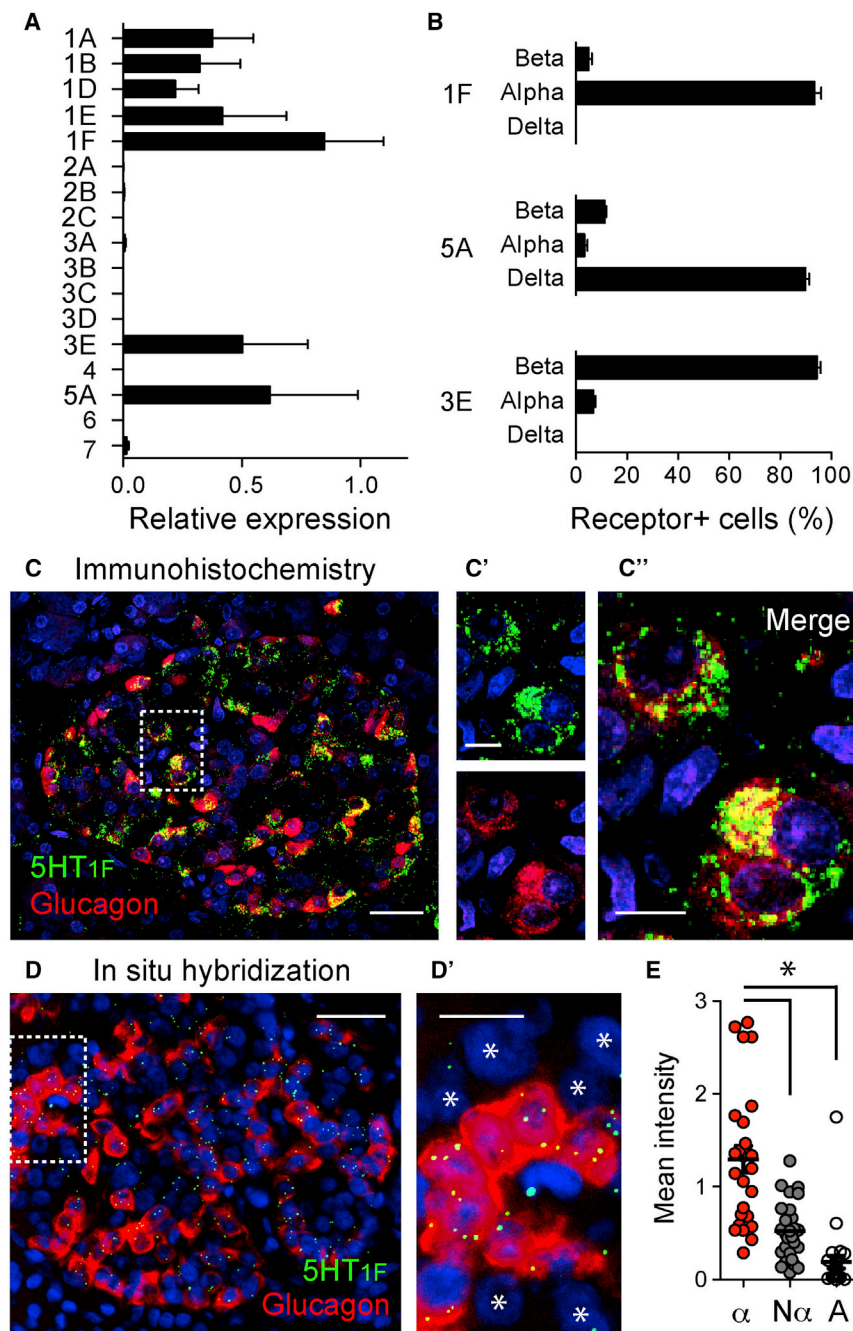 A
1A
1B
1D
1E
1F
2A
2B
2C
3A
3B
3C
3D
3E
4
5A
6
7
0.0 0.5 1.0
Relative expression
B
1F
Beta
Alpha
Delta
5A
Beta
Alpha
Delta
3E
Beta
Alpha
Delta
0 20 40 60 80 100
Receptor+ cells (%)
C Immunohistochemistry
5HT1F
Glucagon
C'
C''
Merge
D In situ hybridization
5HT1F
Glucagon
D'
* * * * * *
E
*
3
2
1
0
Mean intensity
α Nα A